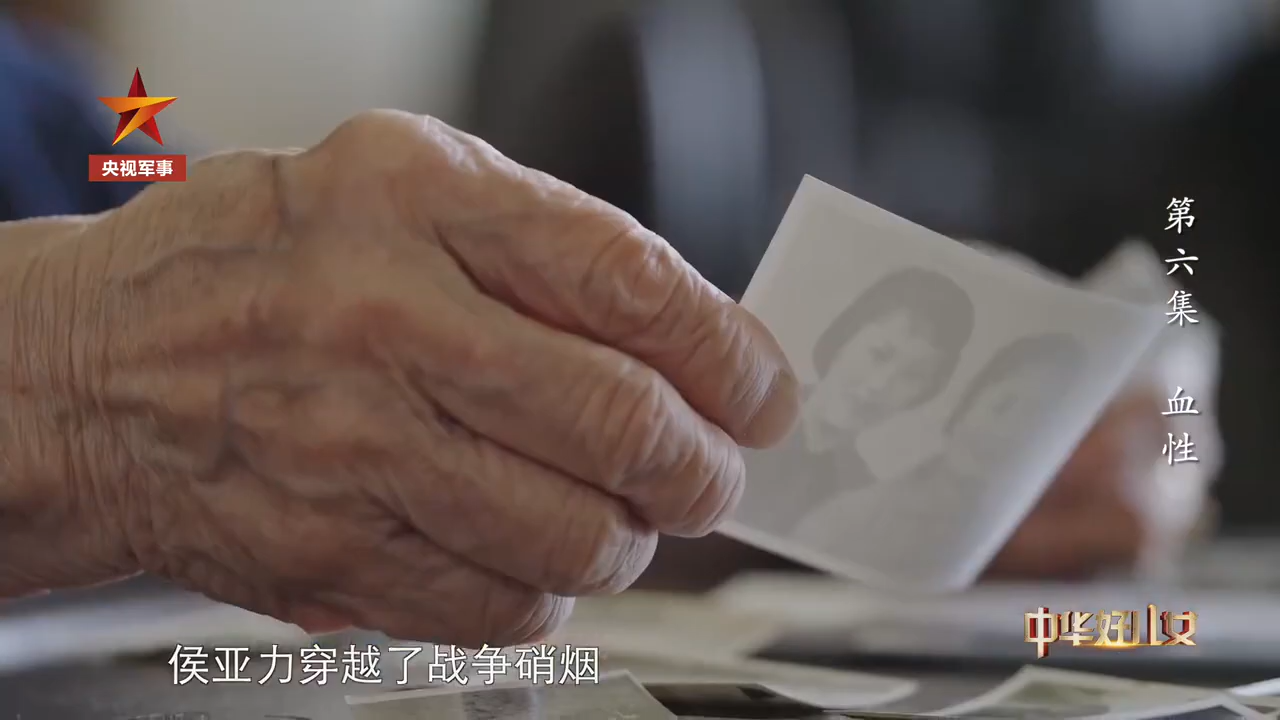 央视军事
第六集 血性
中华好儿女
侯亚力穿越了战争硝烟